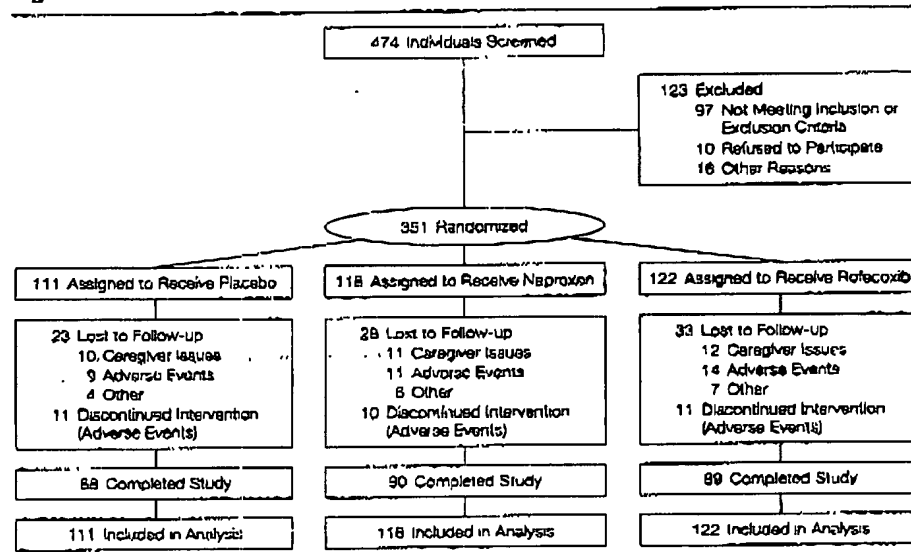 474 Individuals Screened
123 Excluded
97 Not Meeting Inclusion or
Exclusion Criteria
10 Refused to Participate
16 Other Reasons
351 Randomized
111 Assigned to Receive Placebo
23 Lost to Follow-up
10 Caregiver Issues
9 Adverse Events
4 Other
11 Discontinued Intervention
(Adverse Events)
88 Completed Study
111 Included in Analysis
118 Assigned to Receive Naproxen
28 Lost to Follow-up
11 Caregiver Issues
11 Adverse Events
6 Other
10 Discontinued Intervention
(Adverse Events)
90 Completed Study
118 Included in Analysis
122 Assigned to Receive Rofecoxib
33 Lost to Follow-up
12 Caregiver Issues
14 Adverse Events
7 Other
11 Discontinued Intervention
(Adverse Events)
89 Completed Study
122 Included in Analysis